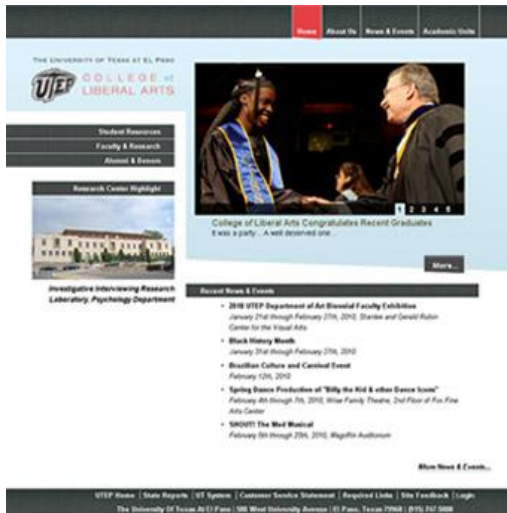 Home About Us News & Events Academic Units
THE UNIVERSITY OF TEXAS AT EL PASO
UTEP
COLLEGE of
LIBERAL ARTS
Student Resources
Faculty & Research
Alumni & Donors
Research Center Highlight
Investigative Interviewing Research
Laboratory, Psychology Department
1 2 3 4 5
College of Liberal Arts Congratulates Recent Graduates
It was a party... A well deserved one...
More...
Recent News & Events
2010 UTEP Department of Art Biennial Faculty Exhibition
January 21st through February 27th, 2010, Stanlee and Gerald Rubin
Center for the Visual Arts
Black History Month
January 31st through February 27th, 2010
Brazilian Culture and Carnival Event
February 12th, 2010
Spring Dance Production of "Billy the Kid & other Dance Icons"
February 4th through 7th, 2010, Wise Family Theatre, 2nd Floor of Fox Fine
Arts Center
SHOUT! The Mod Musical
February 5th through 20th, 2010, Magoffin Auditorium
More News & Events...
UTEP Home | State Reports | UT System | Customer Service Statement | Required Links | Site Feedback | Login
The University Of Texas At El Paso | 500 West University Avenue | El Paso, Texas 79968 | (915) 747 5000